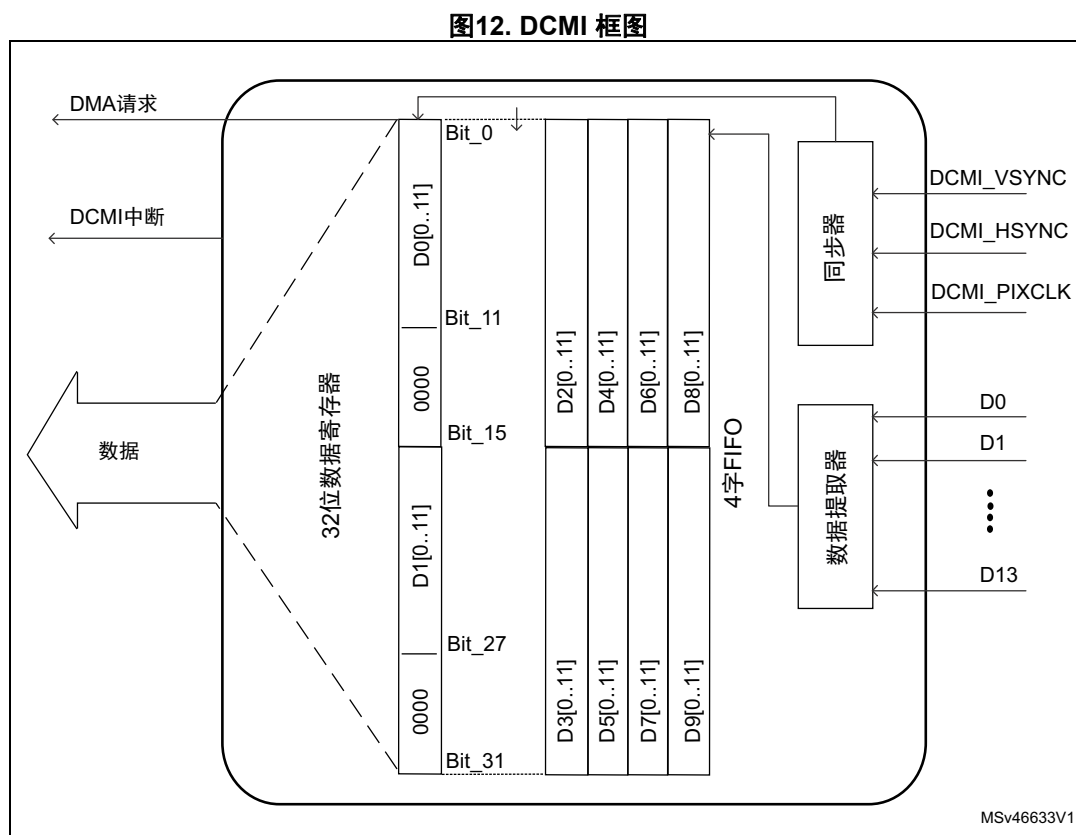 图12. DCMI 框图
DMA请求
DCMI中断
数据
32位数据寄存器
D0[0..11]
0000
D1[0..11]
0000
Bit_0
Bit_11
Bit_15
Bit_27
Bit_31
D2[0..11]
D4[0..11]
D6[0..11]
D8[0..11]
D3[0..11]
D5[0..11]
D7[0..11]
D9[0..11]
4字FIFO
同步器
数据提取器
DCMI_VSYNC
DCMI_HSYNC
DCMI_PIXCLK
D0
D1
D13
MSv46633V1